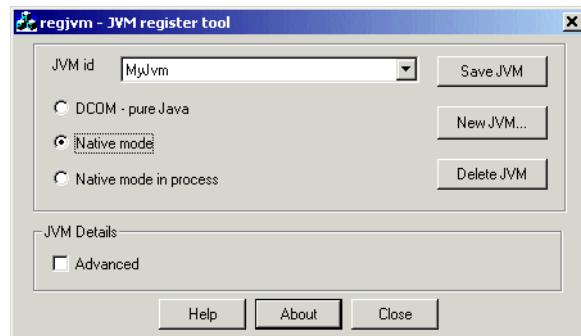 regjvm - JVM register tool
JVM id MyJvm Save JVM
DCOM - pure Java
New JVM...
Native mode
Native mode in process Delete JVM
JVM Details
Advanced
Help About Close